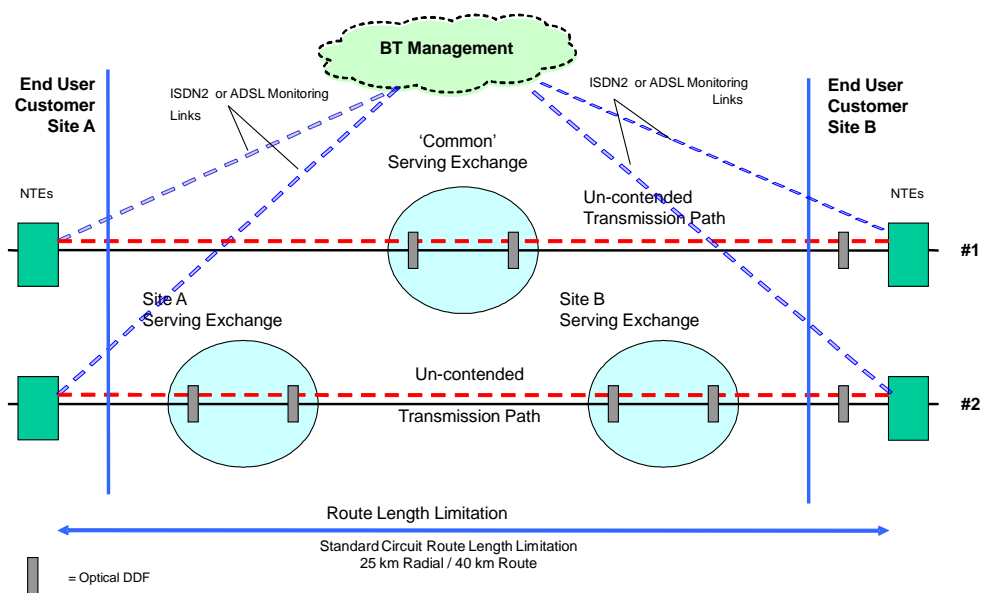 BT Management
End User
Customer
Site A
ISDN2 or ADSL Monitoring
Links
ISDN2 or ADSL Monitoring
Links
End User
Customer
Site B
‘Common’
Serving Exchange
NTEs
Un-contended
Transmission Path
NTEs
#1
Site A
Serving Exchange
Site B
Serving Exchange
Un-contended
Transmission Path
#2
Route Length Limitation
Standard Circuit Route Length Limitation
25 km Radial / 40 km Route
= Optical DDF